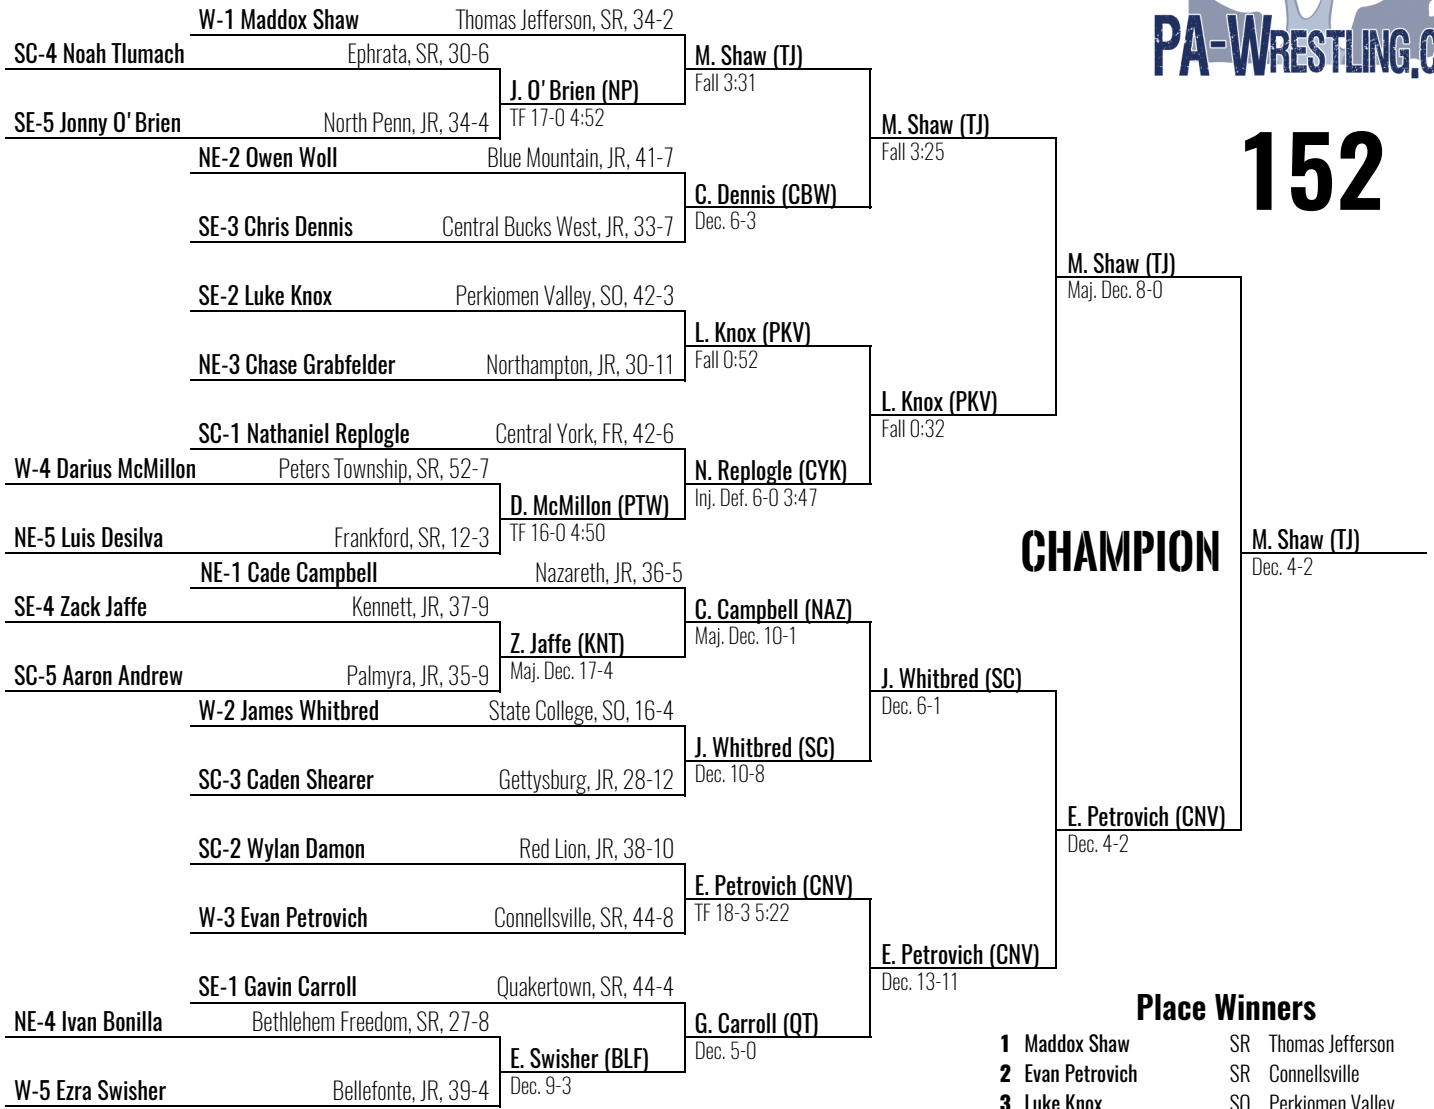 W-1 Maddox Shaw Thomas Jefferson, SR, 34-2
SC-4 Noah Tlumach Ephrata, SR, 30-6
M. Shaw (TJ)
Fall 3:31
J. O'Brien (NP)
TF 17-0 4:52
SE-5 Jonny O'Brien North Penn, JR, 34-4
M. Shaw (TJ)
Fall 3:25
NE-2 Owen Woll Blue Mountain, JR, 41-7
C. Dennis (CBW)
Dec. 6-3
SE-3 Chris Dennis Central Bucks West, JR, 33-7
M. Shaw (TJ)
Maj. Dec. 8-0
SE-2 Luke Knox Perkiomen Valley, SO, 42-3
L. Knox (PKV)
Fall 0:52
NE-3 Chase Grabfelder Northampton, JR, 30-11
L. Knox (PKV)
Fall 0:32
SC-1 Nathaniel Replogle Central York, FR, 42-6
W-4 Darius McMillon Peters Township, SR, 52-7
N. Replogle (CYK)
Inj. Def. 6-0 3:47
D. McMillon (PTW)
TF 16-0 4:50
NE-5 Luis Desilva Frankford, SR, 12-3
CHAMPION
M. Shaw (TJ)
Dec. 4-2
NE-1 Cade Campbell Nazareth, JR, 36-5
SE-4 Zack Jaffe Kennett, JR, 37-9
C. Campbell (NAZ)
Maj. Dec. 10-1
Z. Jaffe (KNT)
Maj. Dec. 17-4
SC-5 Aaron Andrew Palmyra, JR, 35-9
J. Whitbred (SC)
Dec. 6-1
W-2 James Whitbred State College, SO, 16-4
J. Whitbred (SC)
Dec. 10-8
SC-3 Caden Shearer Gettysburg, JR, 28-12
E. Petrovich (CNV)
Dec. 4-2
SC-2 Wylan Damon Red Lion, JR, 38-10
E. Petrovich (CNV)
TF 18-3 5:22
W-3 Evan Petrovich Connellsville, SR, 44-8
E. Petrovich (CNV)
Dec. 13-11
SE-1 Gavin Carroll Quakertown, SR, 44-4
NE-4 Ivan Bonilla Bethlehem Freedom, SR, 27-8
G. Carroll (QT)
Dec. 5-0
E. Swisher (BLF)
Dec. 9-3
W-5 Ezra Swisher Bellefonte, JR, 39-4
PA-WRESTLING.C
152
Place Winners
1 Maddox Shaw SR Thomas Jefferson
2 Evan Petrovich SR Connellsville
3 Luke Knox SO Perkiomen Valley